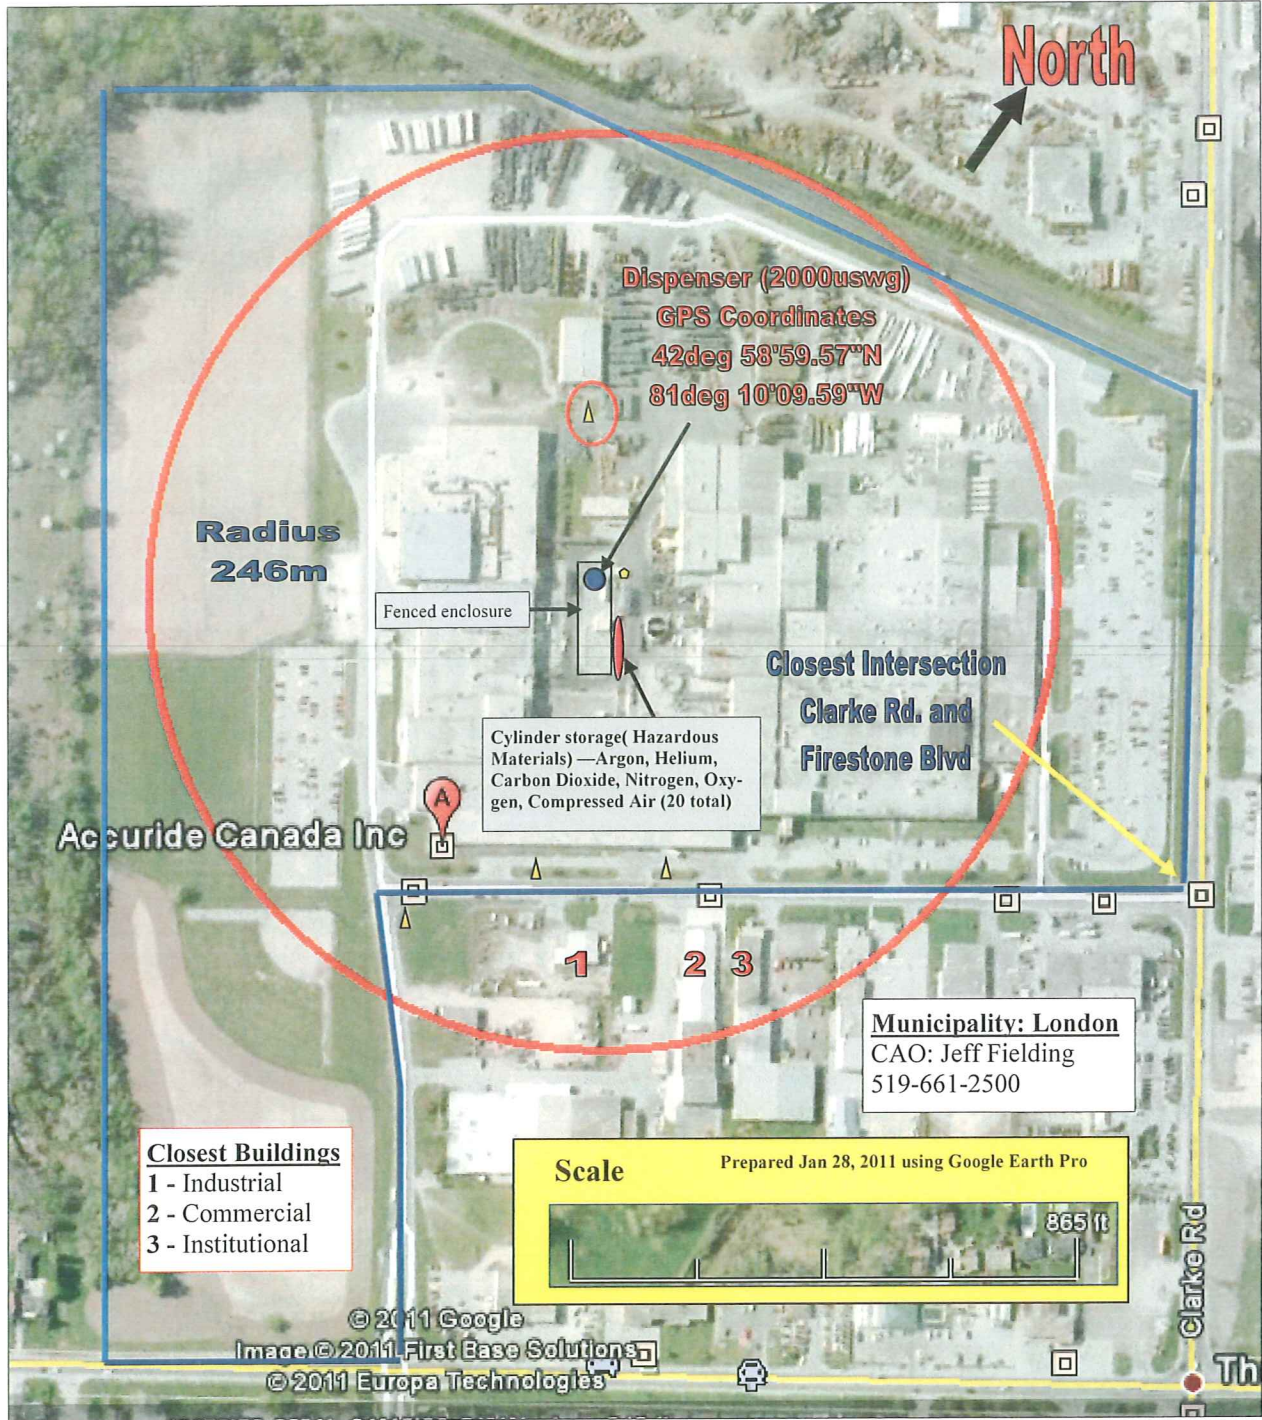 North
Dispenser (2000uswg)
GPS Coordinates
42deg 58'59.57"N
81deg 10'09.59"W
Radius
246m
Fenced enclosure
Closest Intersection
Clarke Rd. and
Firestone Blvd
Cylinder storage( Hazardous
Materials) —Argon, Helium,
Carbon Dioxide, Nitrogen, Oxy-
gen, Compressed Air (20 total)
A
Accuride Canada Inc
1
2
3
Municipality: London
CAO: Jeff Fielding
519-661-2500
Closest Buildings
1 - Industrial
2 - Commercial
3 - Institutional
Scale
Prepared Jan 28, 2011 using Google Earth Pro
865 ft
Clarke Rd
© 2011 Google
Image © 2011 First Base Solutions
© 2011 Europa Technologies
Th